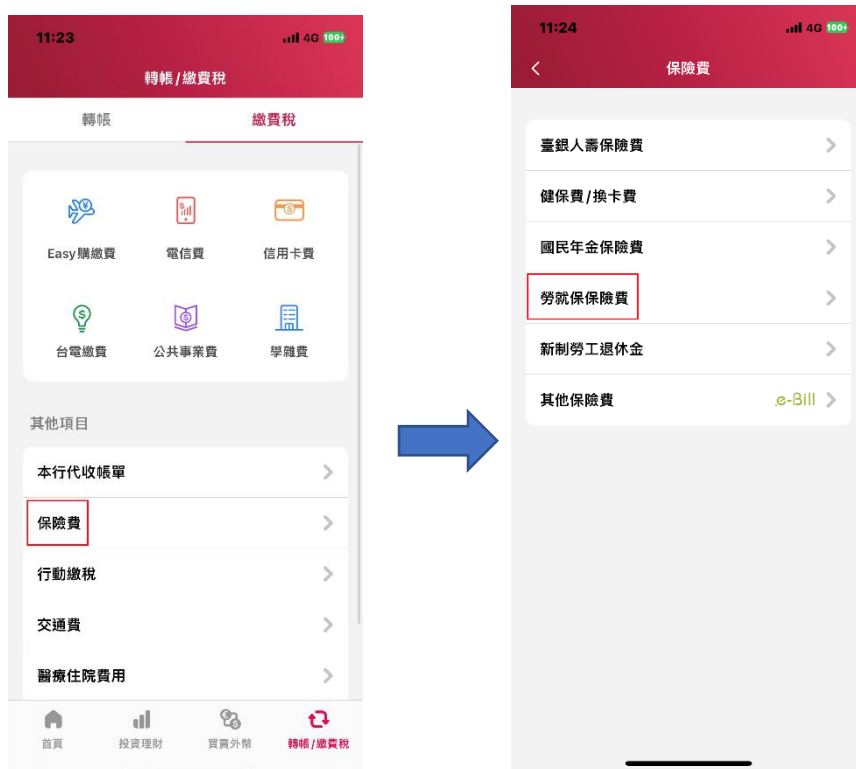 11:23
4G 100
轉帳/繳費稅
轉帳
繳費稅
Easy購繳費
電信費
信用卡費
台電繳費
公共事業費
學雜費
其他項目
本行代收帳單
保險費
行動繳稅
交通費
醫療住院費用
首頁
投資理財
買賣外幣
轉帳/繳費稅
11:24
4G 100
保險費
臺銀人壽保險費
健保費/換卡費
國民年金保險費
勞就保保險費
新制勞工退休金
其他保險費
e-Bill